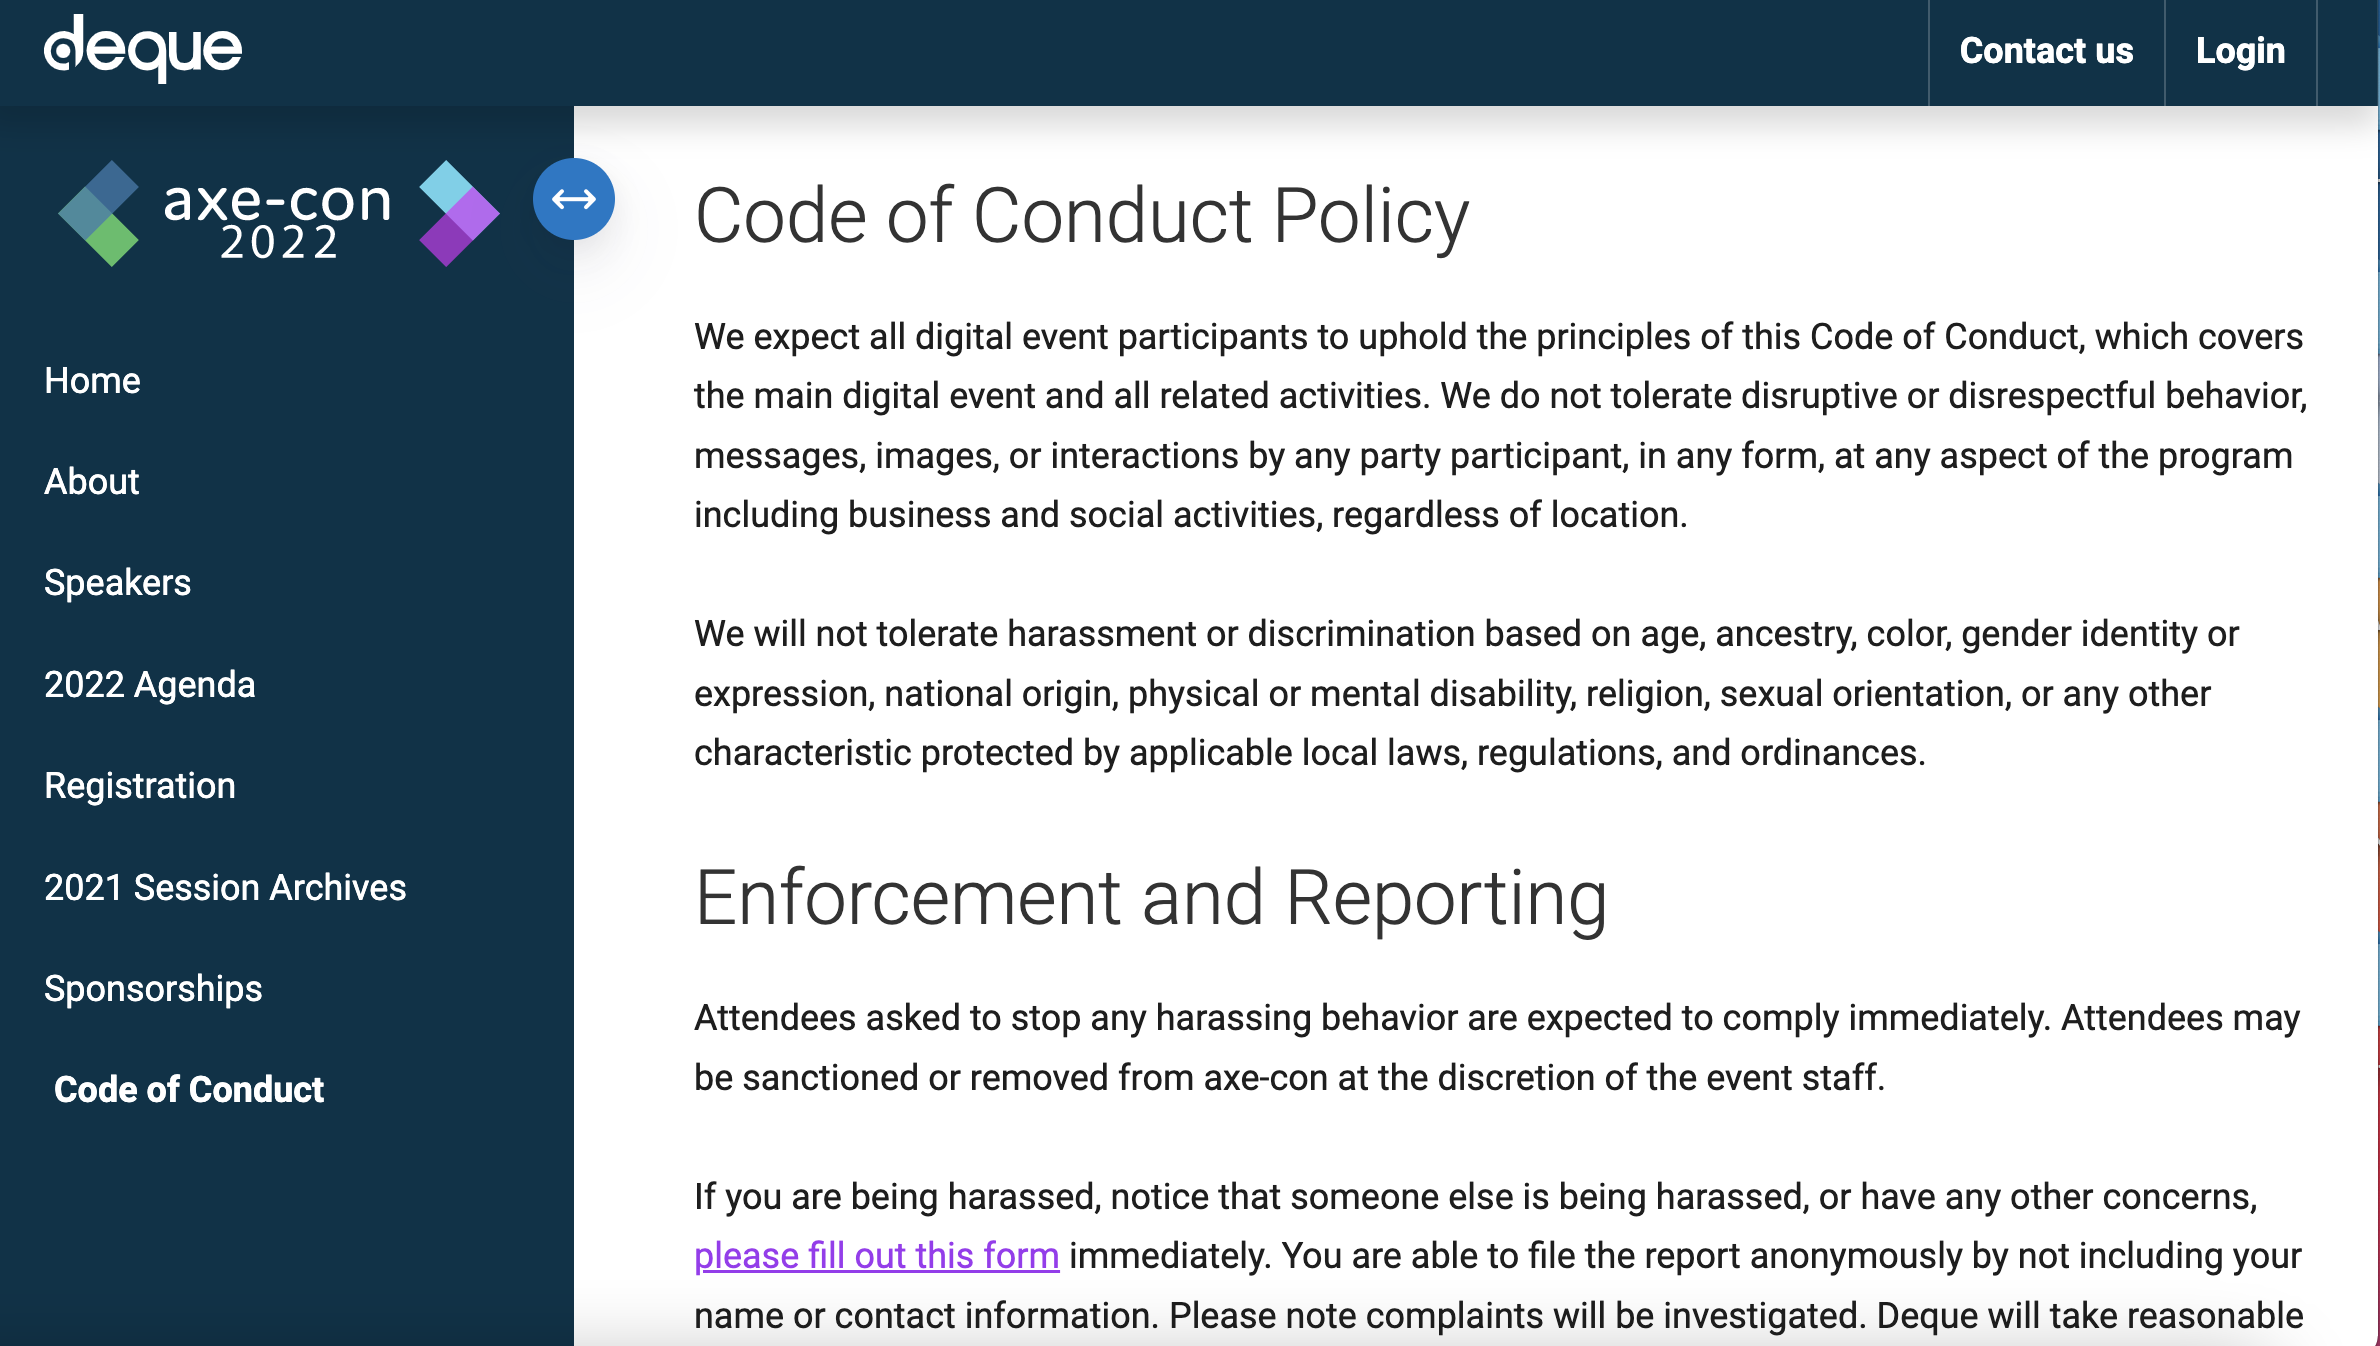 deque
Contact us
Login
axe-con
2022
Home
About
Speakers
2022 Agenda
Registration
2021 Session Archives
Sponsorships
Code of Conduct
Code of Conduct Policy
We expect all digital event participants to uphold the principles of this Code of Conduct, which covers
the main digital event and all related activities. We do not tolerate disruptive or disrespectful behavior,
messages, images, or interactions by any party participant, in any form, at any aspect of the program
including business and social activities, regardless of location.
We will not tolerate harassment or discrimination based on age, ancestry, color, gender identity or
expression, national origin, physical or mental disability, religion, sexual orientation, or any other
characteristic protected by applicable local laws, regulations, and ordinances.
Enforcement and Reporting
Attendees asked to stop any harassing behavior are expected to comply immediately. Attendees may
be sanctioned or removed from axe-con at the discretion of the event staff.
If you are being harassed, notice that someone else is being harassed, or have any other concerns,
please fill out this form immediately. You are able to file the report anonymously by not including your
name or contact information. Please note complaints will be investigated. Deque will take reasonable